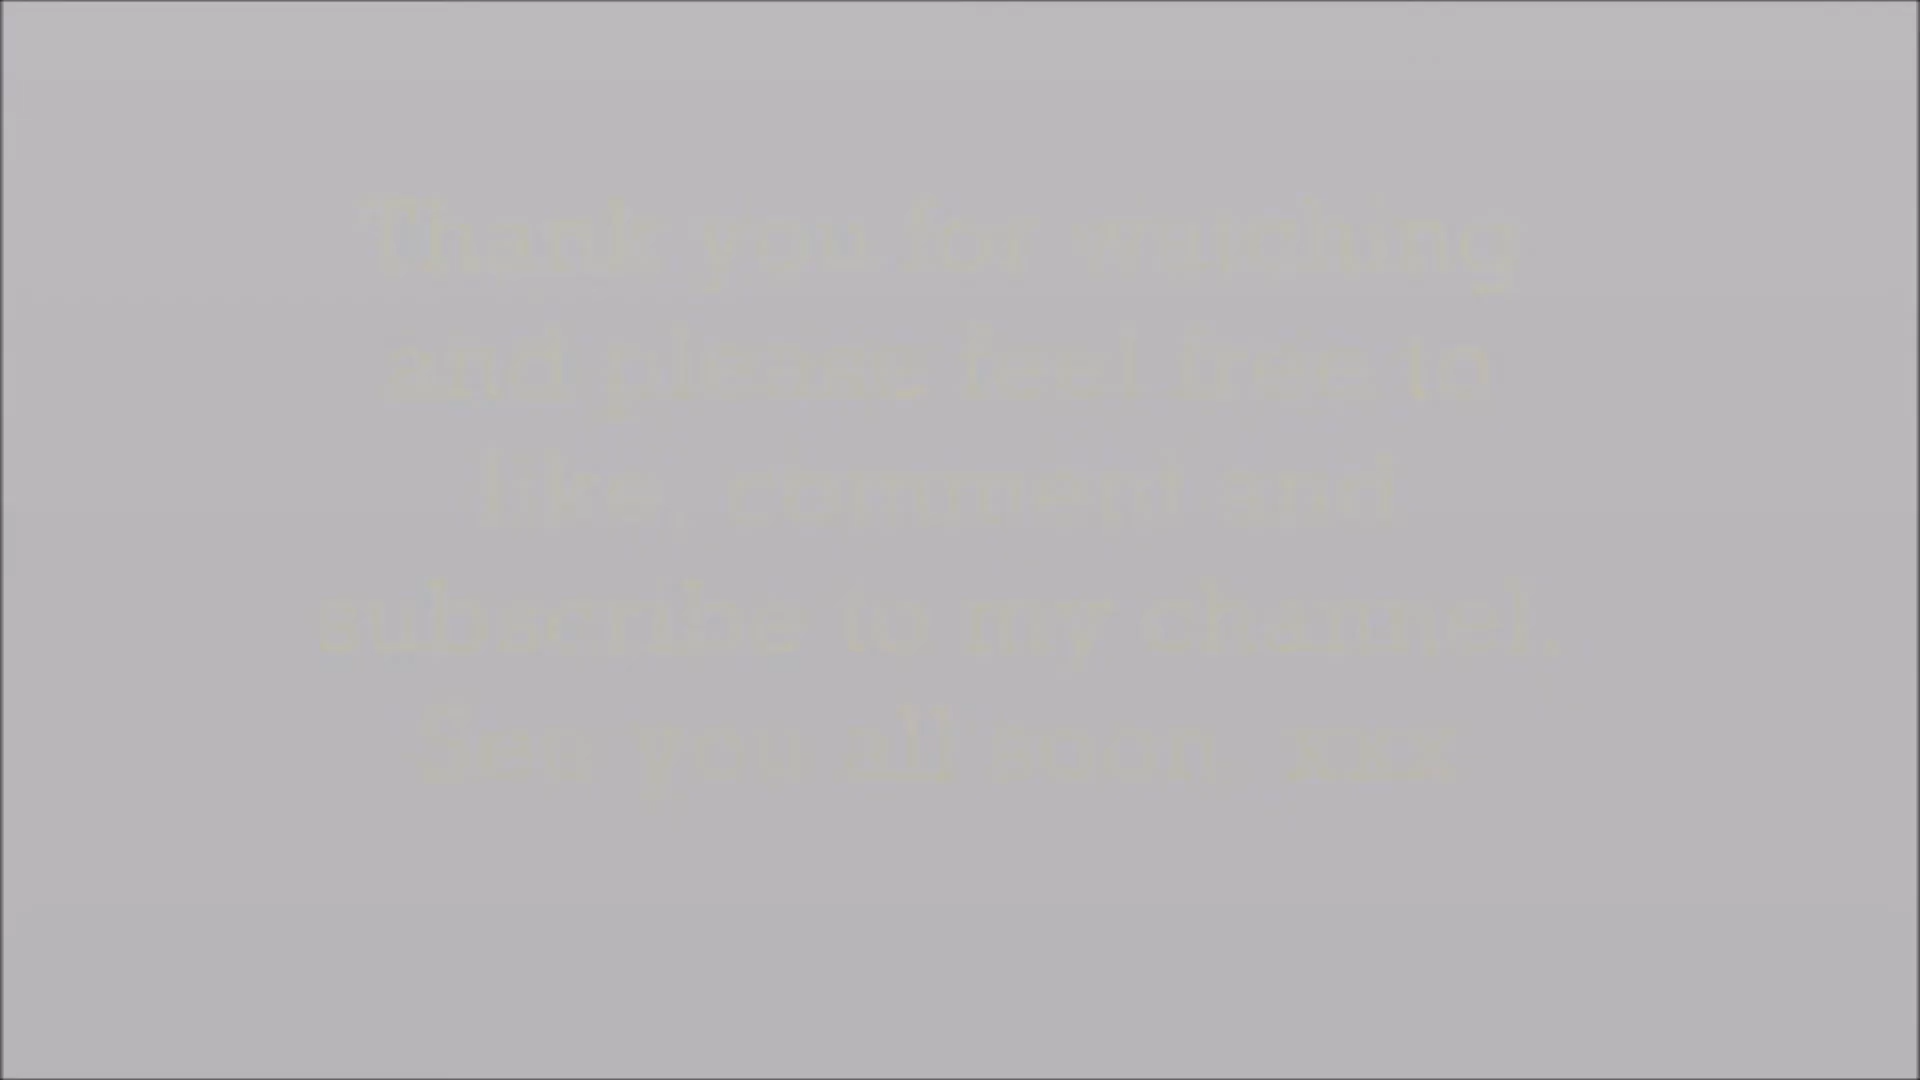 Thank you for watching
and please feel free to
like, comment and
subscribe to my channel.
See you all soon xxx